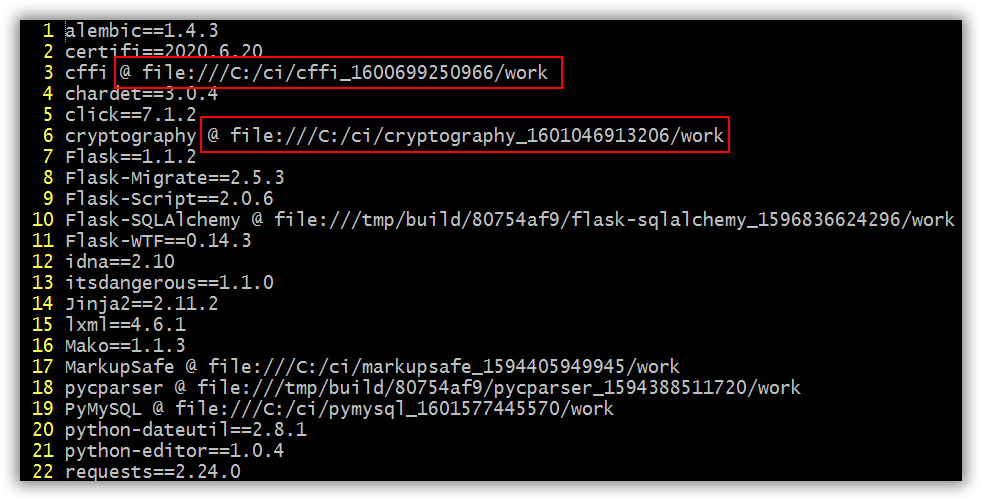 1 alembic==1.4.3
2 certifi==2020.6.20
3 cffi @ file:///C:/ci/cffi_1600699250966/work
4 chardet==3.0.4
5 click==7.1.2
6 cryptography @ file:///C:/ci/cryptography_1601046913206/work
7 Flask==1.1.2
8 Flask-Migrate==2.5.3
9 Flask-Script==2.0.6
10 Flask-SQLAlchemy @ file:///tmp/build/80754af9/flask-sqlalchemy_1596836624296/work
11 Flask-WTF==0.14.3
12 idna==2.10
13 itsdangerous==1.1.0
14 Jinja2==2.11.2
15 lxml==4.6.1
16 Mako==1.1.3
17 MarkupSafe @ file:///C:/ci/markupsafe_1594405949945/work
18 pycparser @ file:///tmp/build/80754af9/pycparser_1594388511720/work
19 PyMySQL @ file:///C:/ci/pymysql_1601577445570/work
20 python-dateutil==2.8.1
21 python-editor==1.0.4
22 requests==2.24.0